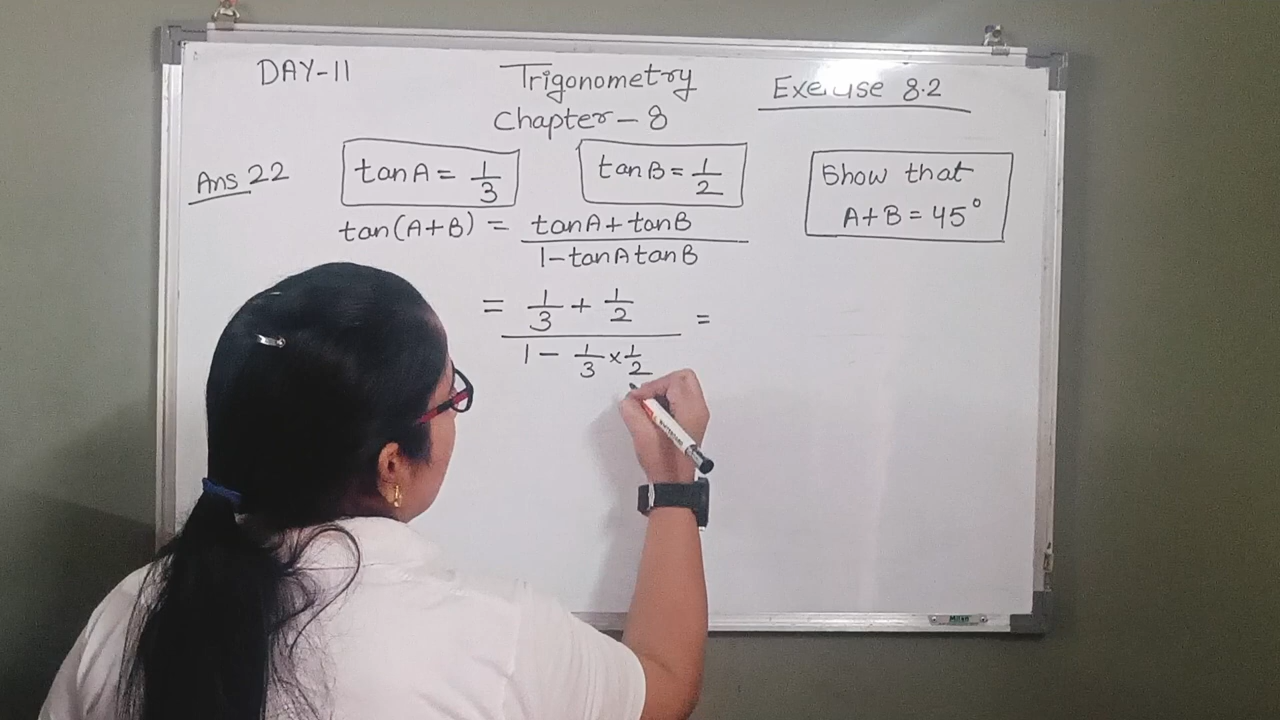 DAY-11
Trigonometry
Chapter-8
Exercise 8.2
Ans 22
tanA = 1/3
tanB = 1/2
Show that
A+B = 45°
tan(A+B) = tanA+tanB / 1-tanA tanB
= 1/3 + 1/2 / 1 - 1/3 × 1/2 =
WHITEBOARD